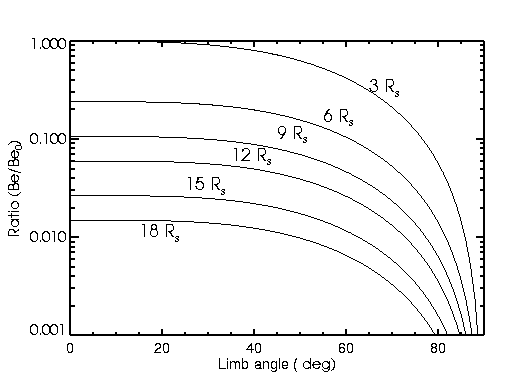 1.000
3 Rs
6 Rs
0.100
9 Rs
12 Rs
15 Rs
0.010
18 Rs
0.001
Ratio (Be/Be0)
0 20 40 60 80
Limb angle ( deg)